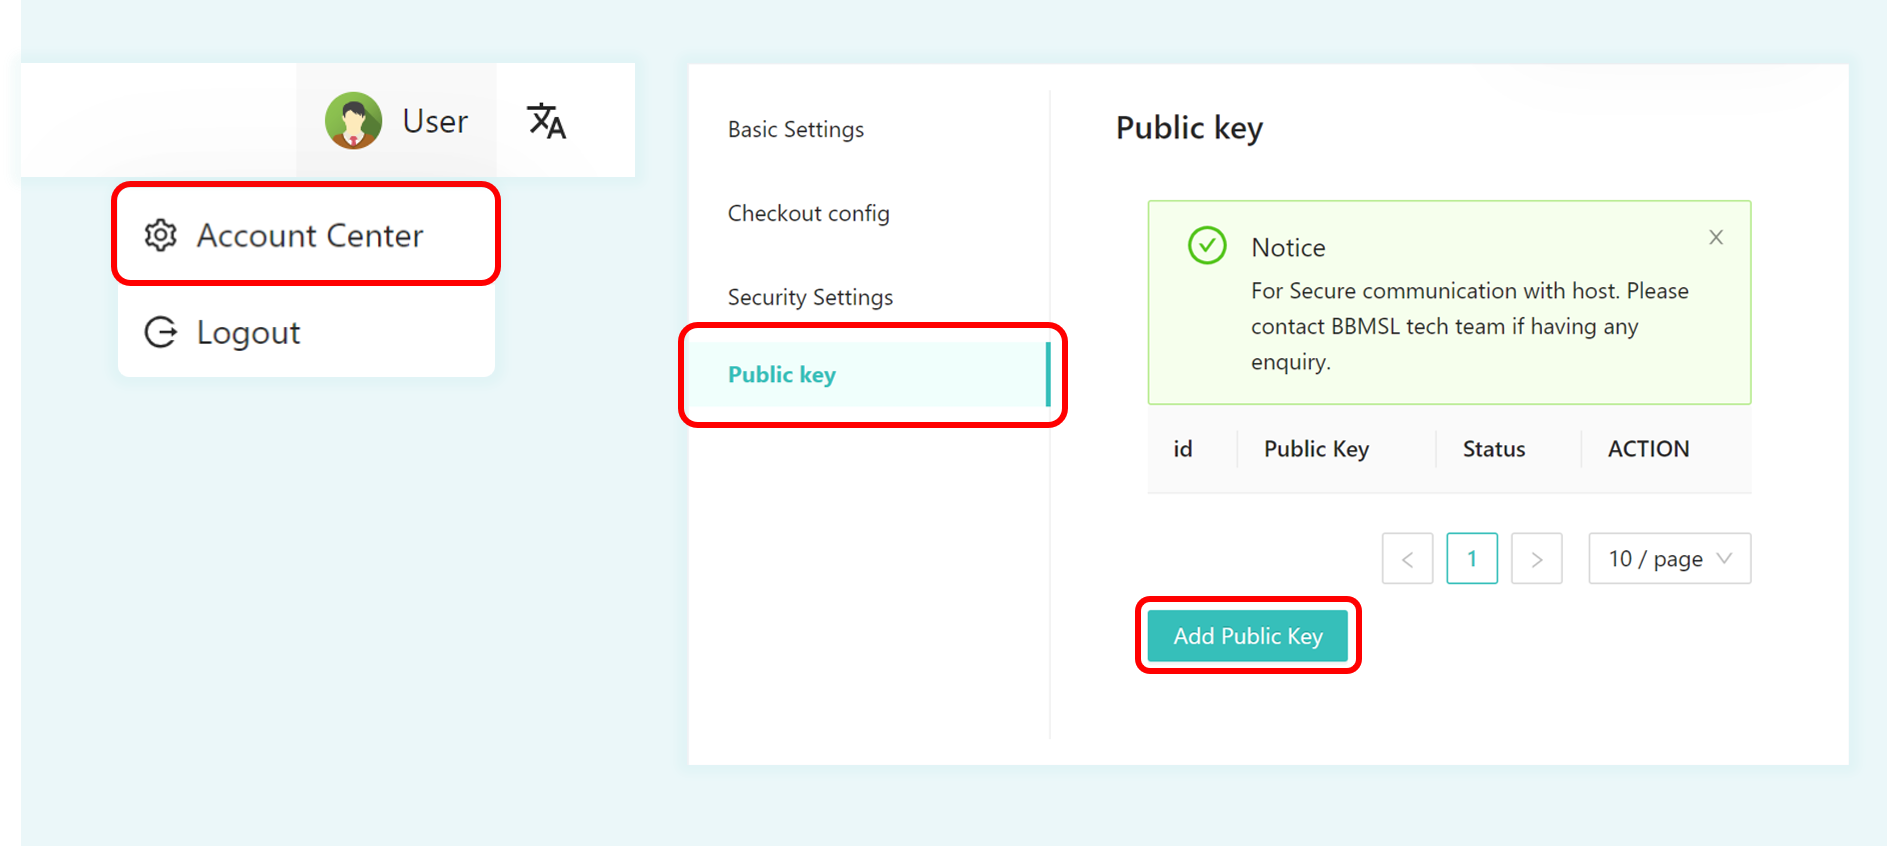 User
Account Center
Logout
Basic Settings
Checkout config
Security Settings
Public key
Public key
Notice
For Secure communication with host. Please
contact BBMSL tech team if having any
enquiry.
id Public Key Status ACTION
< 1 > 10 / page
Add Public Key